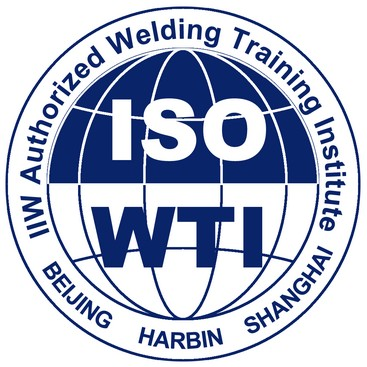 IIW Authorized Welding Training Institute
ISO
WTI
BEIJING HARBIN SHANGHAI